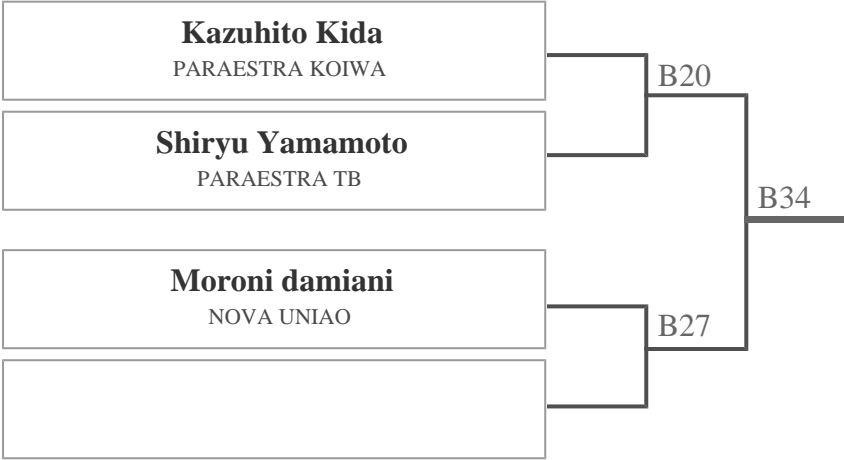 Kazuhito Kida
PARAESTRA KOIWA
B20
Shiryu Yamamoto
PARAESTRA TB
B34
Moroni damiani
NOVA UNIAO
B27